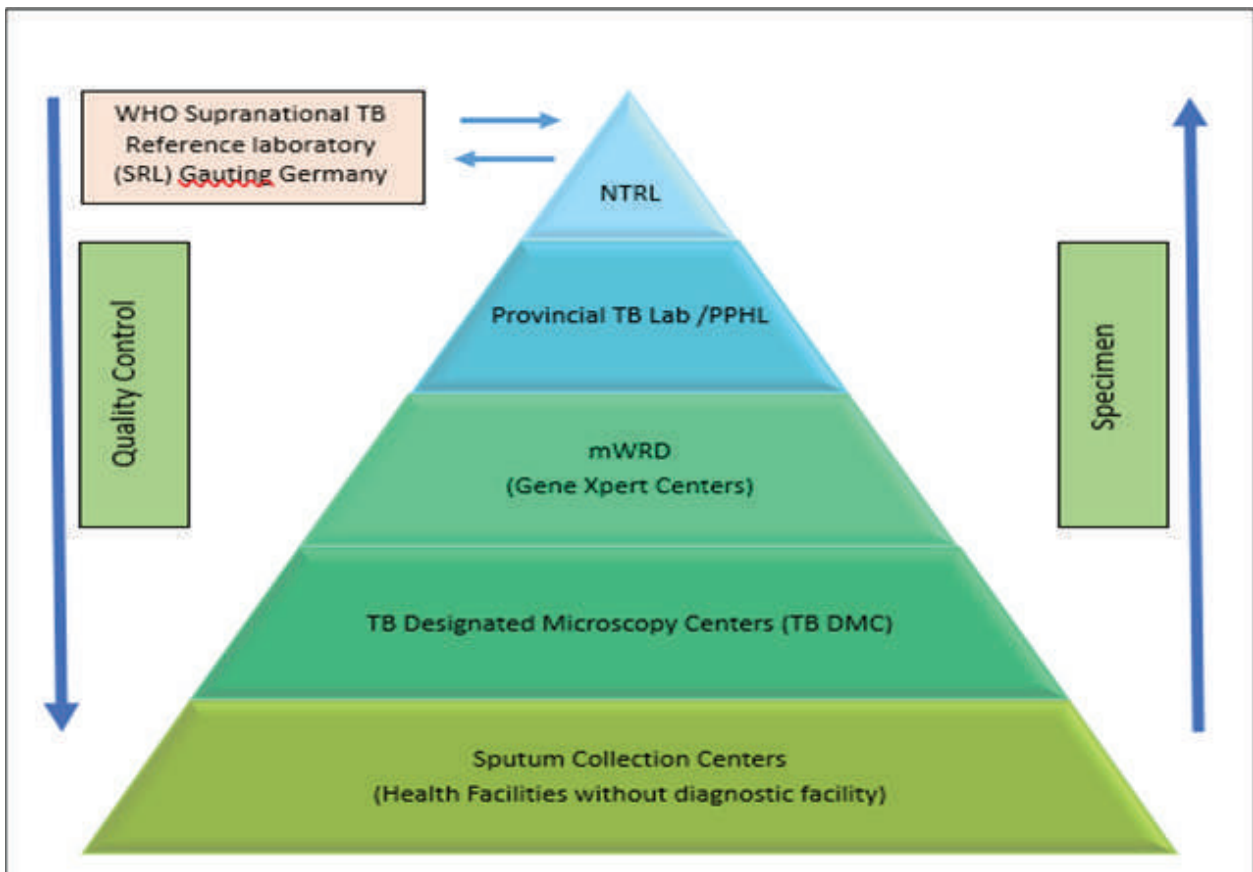 WHO Supranational TB
Reference laboratory
(SRL) Gauting Germany
NTRL
Provincial TB Lab /PPHL
Quality Control
Specimen
mWRD
(Gene Xpert Centers)
TB Designated Microscopy Centers (TB DMC)
Sputum Collection Centers
(Health Facilities without diagnostic facility)